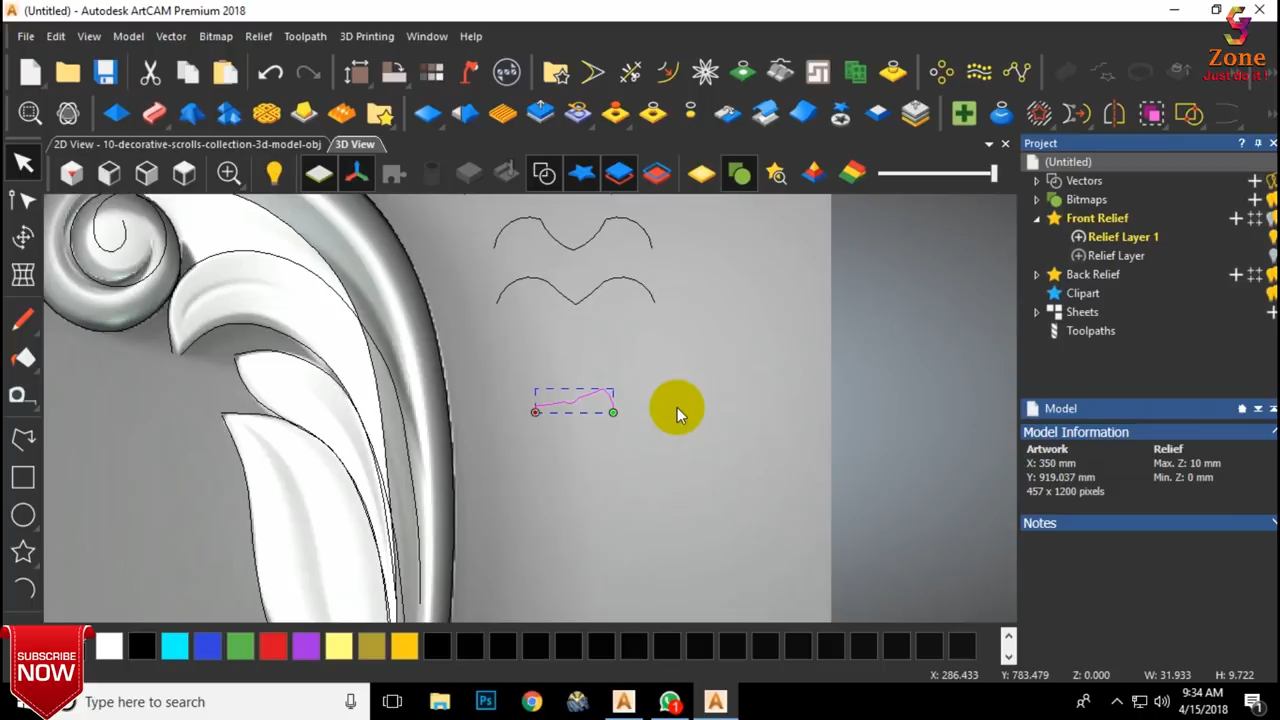 (Untitled) - Autodesk ArtCAM Premium 2018
Zone
Just do it !
File Edit View Model Vector Bitmap Relief Toolpath 3D Printing Window Help
2D View - 10-decorative-scrolls-collection-3d-model-obj 3D View
Project
(Untitled)
Vectors
Bitmaps
Front Relief
Relief Layer 1
Relief Layer
Back Relief
Clipart
Sheets
Toolpaths
Model
Model Information
Artwork Relief
X: 350 mm Max. Z: 10 mm
Y: 919.037 mm Min. Z: 0 mm
457 x 1200 pixels
Notes
SUBSCRIBE
NOW
X: 286.433 Y: 783.479 Z: 0.000 W: 31.933 H: 9.722
Type here to search
9:34 AM
4/15/2018